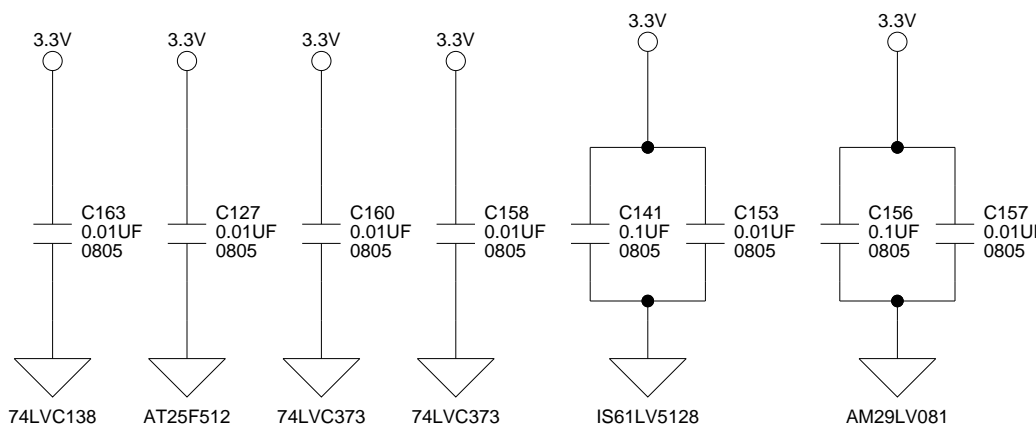 3.3V
3.3V
3.3V
3.3V
3.3V
3.3V
C163
0.01UF
0805
C127
0.01UF
0805
C160
0.01UF
0805
C158
0.01UF
0805
C141
0.1UF
0805
C153
0.01UF
0805
C156
0.1UF
0805
C157
0.01UF
0805
74LVC138
AT25F512
74LVC373
74LVC373
IS61LV5128
AM29LV081